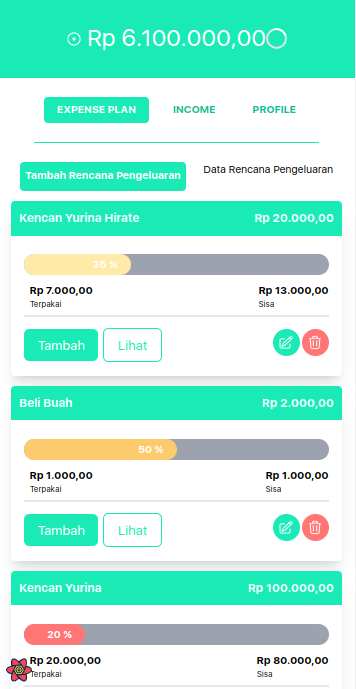 Rp 6.100.000,00
EXPENSE PLAN INCOME PROFILE
Tambah Rencana Pengeluaran Data Rencana Pengeluaran
Kencan Yurina Hirate Rp 20.000,00
35 %
Rp 7.000,00 Rp 13.000,00
Terpakai Sisa
Tambah Lihat
Beli Buah Rp 2.000,00
50 %
Rp 1.000,00 Rp 1.000,00
Terpakai Sisa
Tambah Lihat
Kencan Yurina Rp 100.000,00
20 %
Rp 20.000,00 Rp 80.000,00
Terpakai Sisa